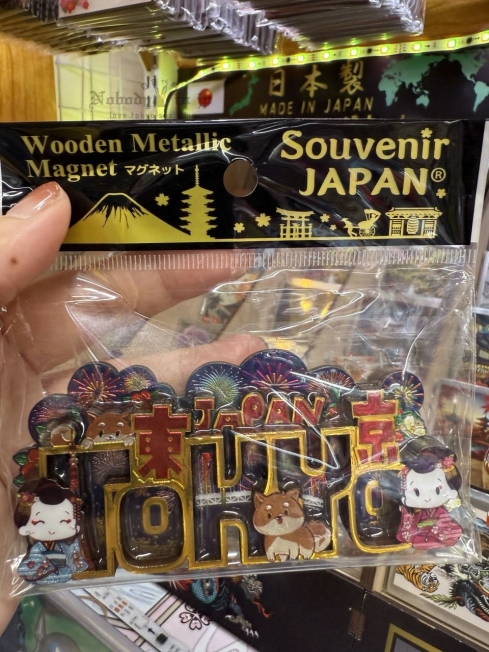 Nobody
日本製
MADE IN JAPAN
Wooden Metallic
Magnet マグネット
Souvenir
JAPAN®
JAPAN
東 京
TOKYO